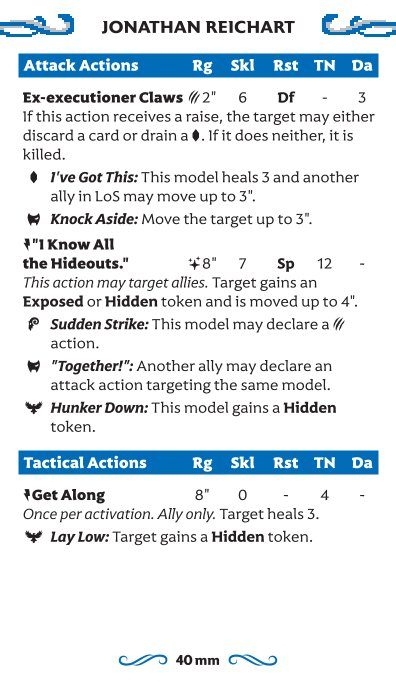 JONATHAN REICHART
Attack Actions Rg Skl Rst TN Da
Ex-executioner Claws 2" 6 Df - 3
If this action receives a raise, the target may either
discard a card or drain a . If it does neither, it is
killed.
I've Got This: This model heals 3 and another
ally in LoS may move up to 3".
Knock Aside: Move the target up to 3".
"I Know All
the Hideouts." 8" 7 Sp 12 -
This action may target allies. Target gains an
Exposed or Hidden token and is moved up to 4".
Sudden Strike: This model may declare a
action.
"Together!": Another ally may declare an
attack action targeting the same model.
Hunker Down: This model gains a Hidden
token.
Tactical Actions Rg Skl Rst TN Da
Get Along 8" 0 - 4 -
Once per activation. Ally only. Target heals 3.
Lay Low: Target gains a Hidden token.
40 mm